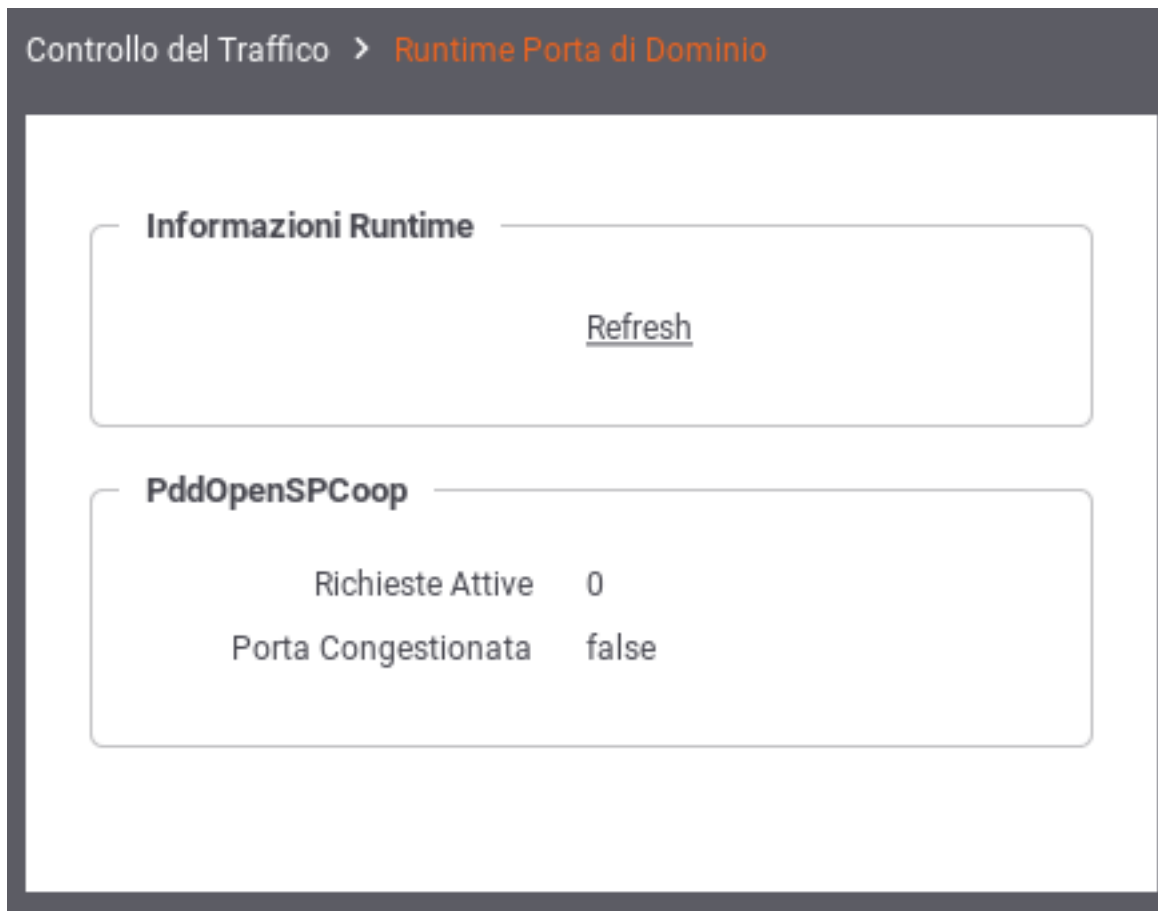 Controllo del Traffico > Runtime Porta di Dominio
Informazioni Runtime
Refresh
PddOpenSPCoop
Richieste Attive 0
Porta Congestionata false